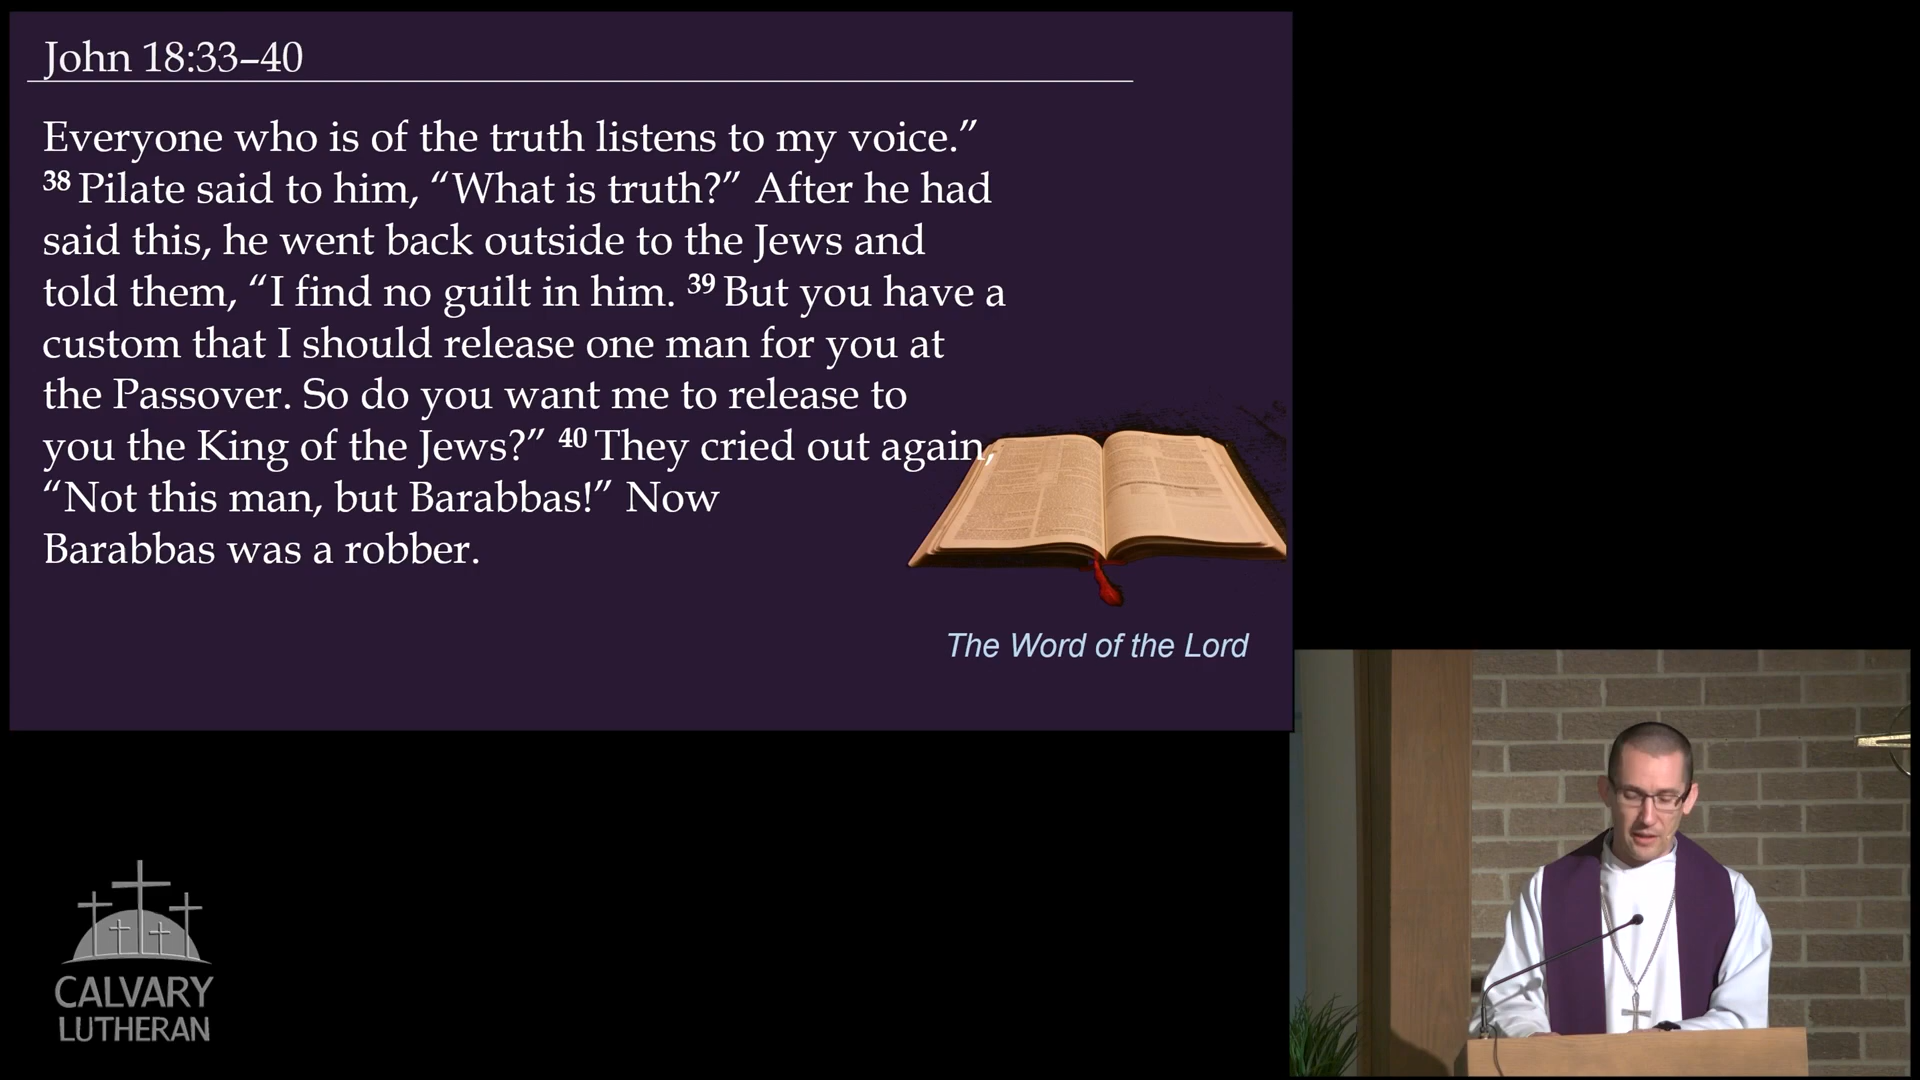 John 18:33–40
Everyone who is of the truth listens to my voice.”
38 Pilate said to him, “What is truth?” After he had
said this, he went back outside to the Jews and
told them, “I find no guilt in him. 39 But you have a
custom that I should release one man for you at
the Passover. So do you want me to release to
you the King of the Jews?” 40 They cried out again,
“Not this man, but Barabbas!” Now
Barabbas was a robber.
The Word of the Lord
CALVARY
LUTHERAN